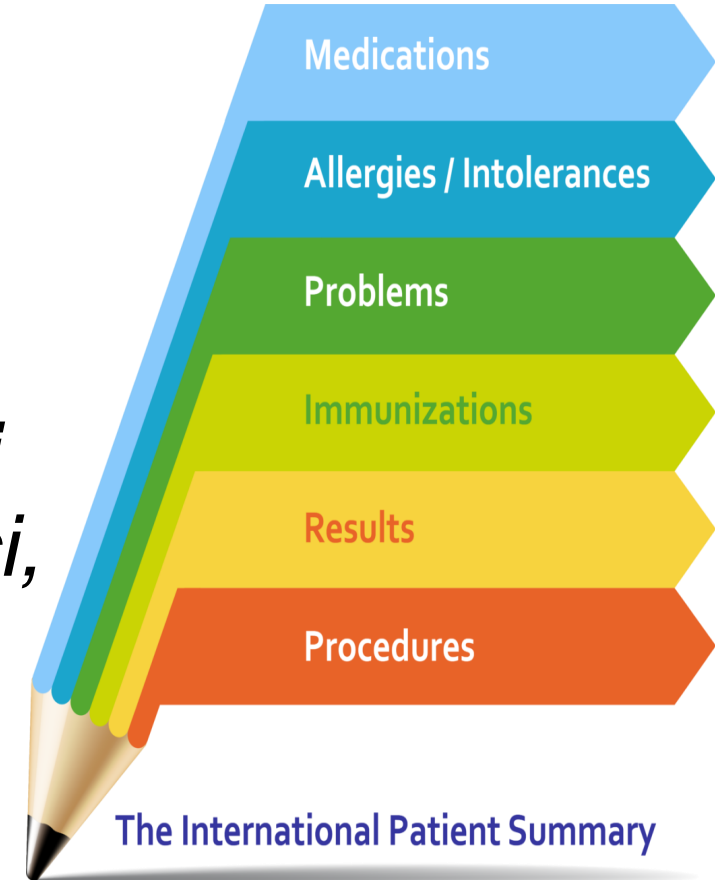 Medications
Allergies / Intolerances
Problems
Immunizations
Results
Procedures
The International Patient Summary